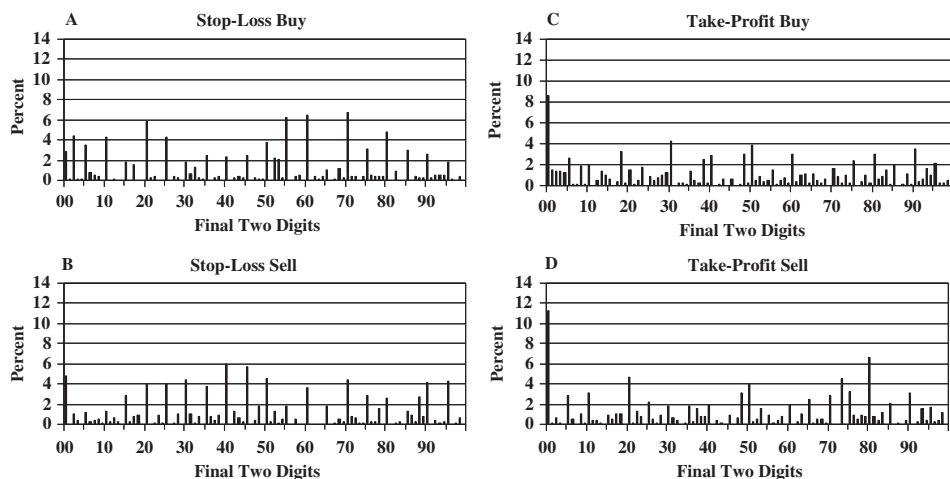 A Stop-Loss Buy
14
12
10
8
6
4
2
0
Percent
00 10 20 30 40 50 60 70 80 90
Final Two Digits
C Take-Profit Buy
14
12
10
8
6
4
2
0
Percent
00 10 20 30 40 50 60 70 80 90
Final Two Digits
B Stop-Loss Sell
14
12
10
8
6
4
2
0
Percent
00 10 20 30 40 50 60 70 80 90
Final Two Digits
D Take-Profit Sell
14
12
10
8
6
4
2
0
Percent
00 10 20 30 40 50 60 70 80 90
Final Two Digits